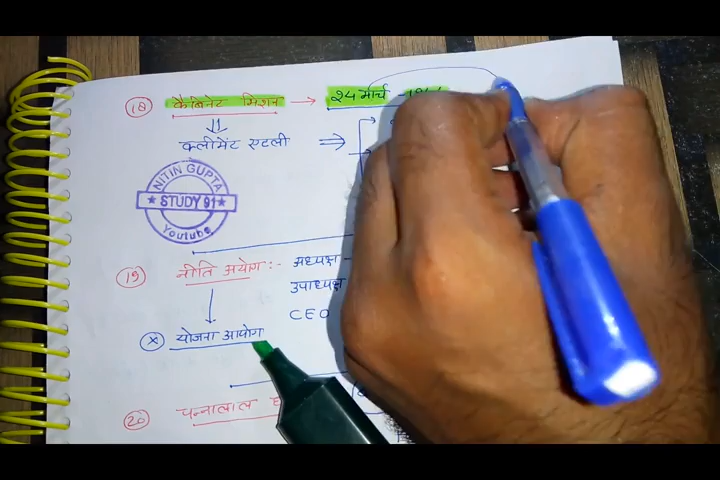 18 कैबिनेट मिशन → 24 मार्च -
क्लीमेंट एटली ⇒
NITIN GUPTA
★ STUDY 91 ★
Youtube
19 नीति अयोग :- अध्यक्ष -
उपाध्यक्ष
CEO
योजना आयोग
20 पन्नालाल